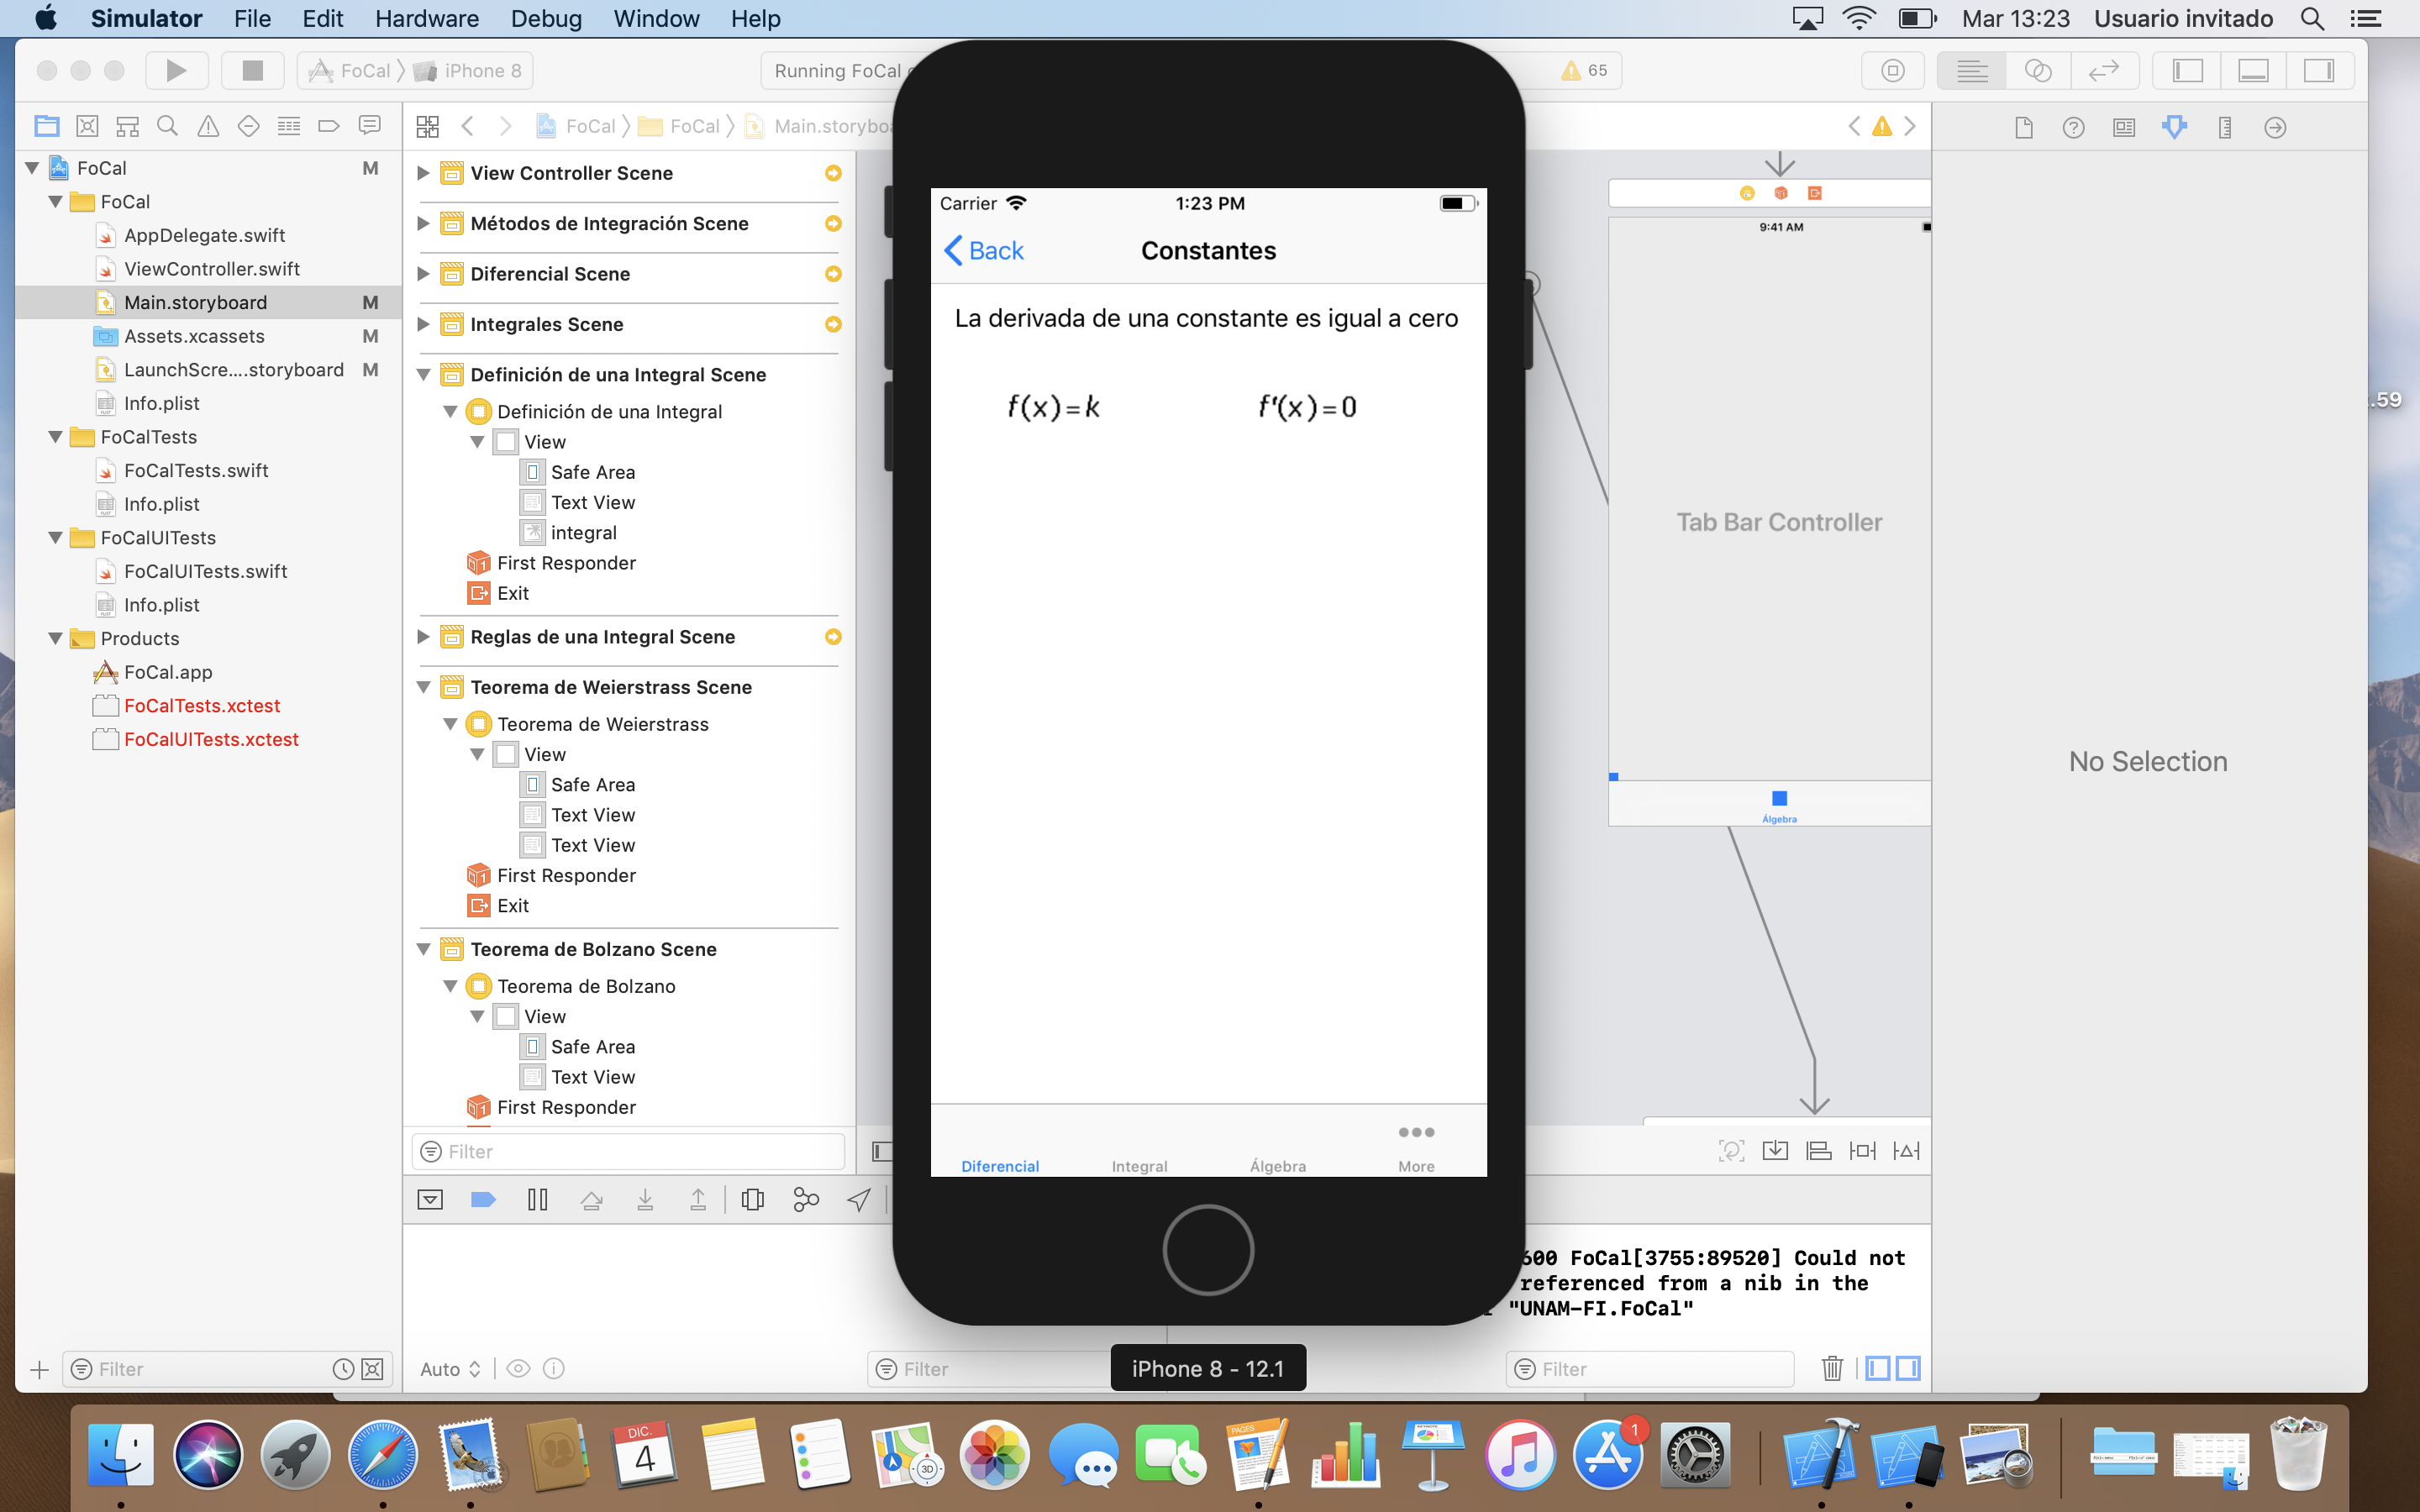 Simulator File Edit Hardware Debug Window Help Mar 13:23 Usuario invitado
FoCal iPhone 8 Running FoCal 65
FoCal FoCal Main.storyboa
FoCal M
FoCal
AppDelegate.swift
ViewController.swift
Main.storyboard M
Assets.xcassets M
LaunchScre....storyboard M
Info.plist
FoCalTests
FoCalTests.swift
Info.plist
FoCalUITests
FoCalUITests.swift
Info.plist
Products
FoCal.app
FoCalTests.xctest
FoCalUITests.xctest
Filter
View Controller Scene
Métodos de Integración Scene
Diferencial Scene
Integrales Scene
Definición de una Integral Scene
Definición de una Integral
View
Safe Area
Text View
integral
First Responder
Exit
Reglas de una Integral Scene
Teorema de Weierstrass Scene
Teorema de Weierstrass
View
Safe Area
Text View
Text View
First Responder
Exit
Teorema de Bolzano Scene
Teorema de Bolzano
View
Safe Area
Text View
First Responder
Filter
Carrier 1:23 PM
Back Constantes
La derivada de una constante es igual a cero
f(x)=k f'(x)=0
Diferencial Integral Álgebra More
iPhone 8 - 12.1
9:41 AM
Tab Bar Controller
Álgebra
No Selection
.59
600 FoCal[3755:89520] Could not
referenced from a nib in the
"UNAM-FI.FoCal"
Auto Filter Filter
DIC.
4
3D
PAGES
1